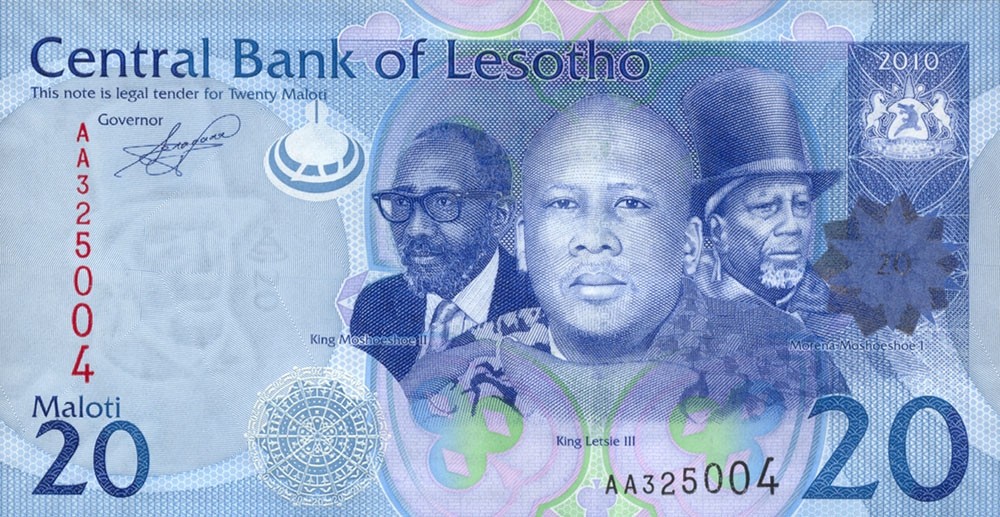 Central Bank of Lesotho
This note is legal tender for Twenty Maloti
2010
Governor
AA325004
20
20
King Moshoeshoe II
Morena Moshoeshoe I
King Letsie III
Maloti
20
AA325004
20